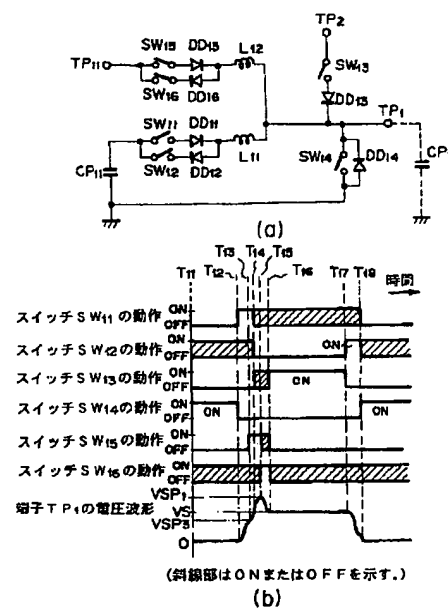 TP2
SW15 DD15 L12
TP11
SW13
SW16 DD16
DD13
TP1
SW11 DD11
CP11
SW12 DD12 L11
SW14 DD14
CP
(a)
T13 T15
T11 T12 T14 T16 T17 T18 時間
スイッチSW11の動作 ON OFF
スイッチSW12の動作 ON OFF ON
スイッチSW13の動作 ON OFF ON
スイッチSW14の動作 ON OFF ON ON
スイッチSW15の動作 ON OFF
スイッチSW16の動作 ON OFF
VSP1
端子TP1の電圧波形 VS
VSP3
0
(斜線部はONまたはOFFを示す。)
(b)